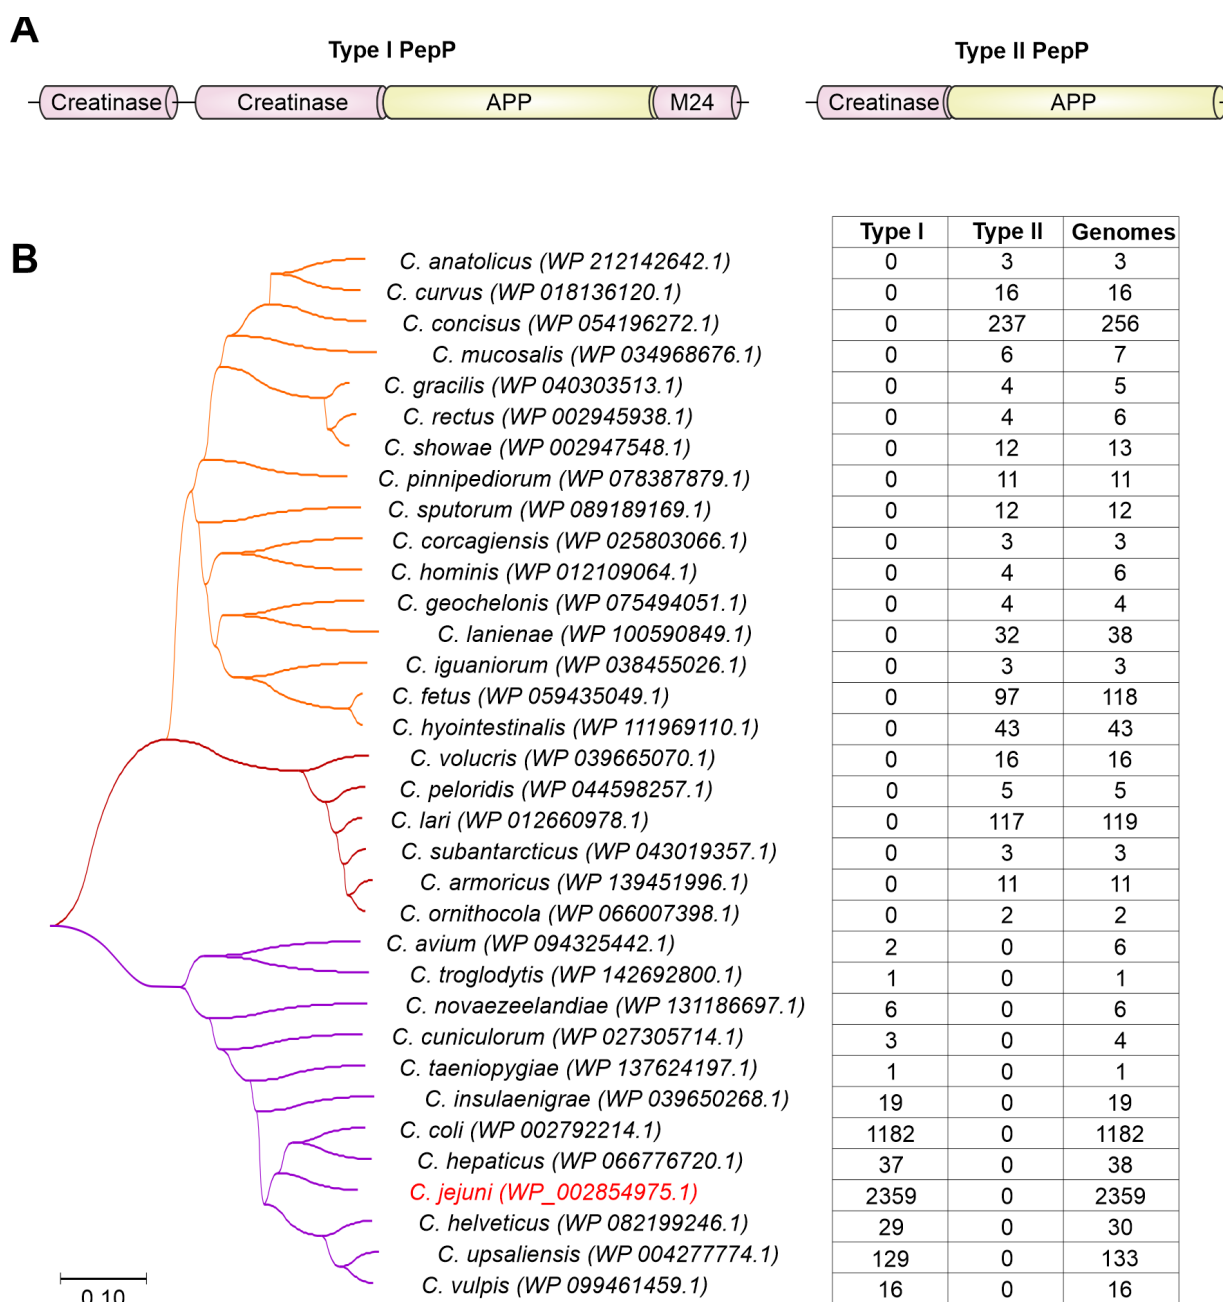 A
Type I PepP
Type II PepP
Creatinase Creatinase APP M24
Creatinase APP
B
Type I Type II Genomes
C. anatolicus (WP 212142642.1) 0 3 3
C. curvus (WP 018136120.1) 0 16 16
C. concisus (WP 054196272.1) 0 237 256
C. mucosalis (WP 034968676.1) 0 6 7
C. gracilis (WP 040303513.1) 0 4 5
C. rectus (WP 002945938.1) 0 4 6
C. showae (WP 002947548.1) 0 12 13
C. pinnipediorum (WP 078387879.1) 0 11 11
C. sputorum (WP 089189169.1) 0 12 12
C. corcagiensis (WP 025803066.1) 0 3 3
C. hominis (WP 012109064.1) 0 4 6
C. geochelonis (WP 075494051.1) 0 4 4
C. lanienae (WP 100590849.1) 0 32 38
C. iguaniorum (WP 038455026.1) 0 3 3
C. fetus (WP 059435049.1) 0 97 118
C. hyointestinalis (WP 111969110.1) 0 43 43
C. volucris (WP 039665070.1) 0 16 16
C. peloridis (WP 044598257.1) 0 5 5
C. lari (WP 012660978.1) 0 117 119
C. subantarcticus (WP 043019357.1) 0 3 3
C. armoricus (WP 139451996.1) 0 11 11
C. ornithocola (WP 066007398.1) 0 2 2
C. avium (WP 094325442.1) 2 0 6
C. troglodytis (WP 142692800.1) 1 0 1
C. novaezeelandiae (WP 131186697.1) 6 0 6
C. cuniculorum (WP 027305714.1) 3 0 4
C. taeniopygiae (WP 137624197.1) 1 0 1
C. insulaenigrae (WP 039650268.1) 19 0 19
C. coli (WP 002792214.1) 1182 0 1182
C. hepaticus (WP 066776720.1) 37 0 38
C. jejuni (WP_002854975.1) 2359 0 2359
C. helveticus (WP 082199246.1) 29 0 30
C. upsaliensis (WP 004277774.1) 129 0 133
C. vulpis (WP 099461459.1) 16 0 16
0.10